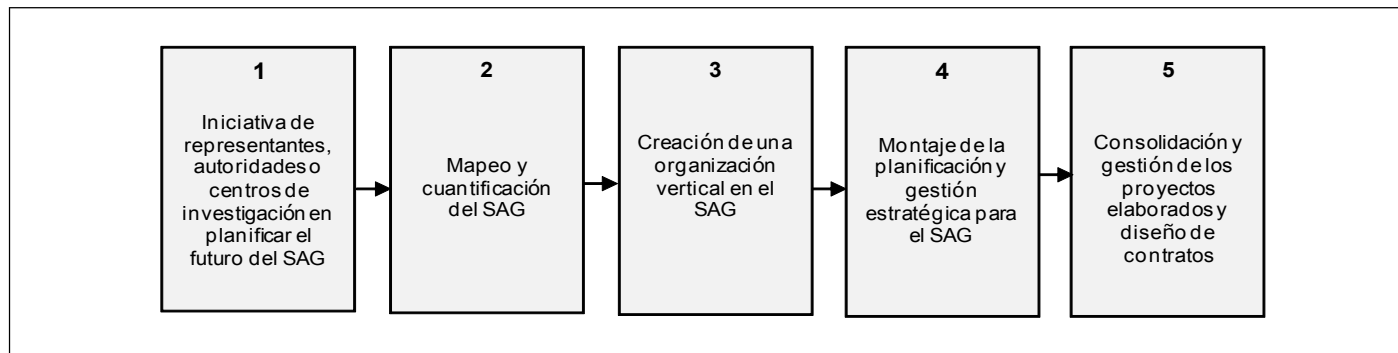 1
Iniciativa de
representantes,
autoridades o
centros de
investigación en
planificar el
futuro del SAG
2
Mapeo y
cuantificación
del SAG
3
Creación de una
organización
vertical en el
SAG
4
Montaje de la
planificación y
gestión
estratégica para
el SAG
5
Consolidación y
gestión de los
proyectos
elaborados y
diseño de
contratos